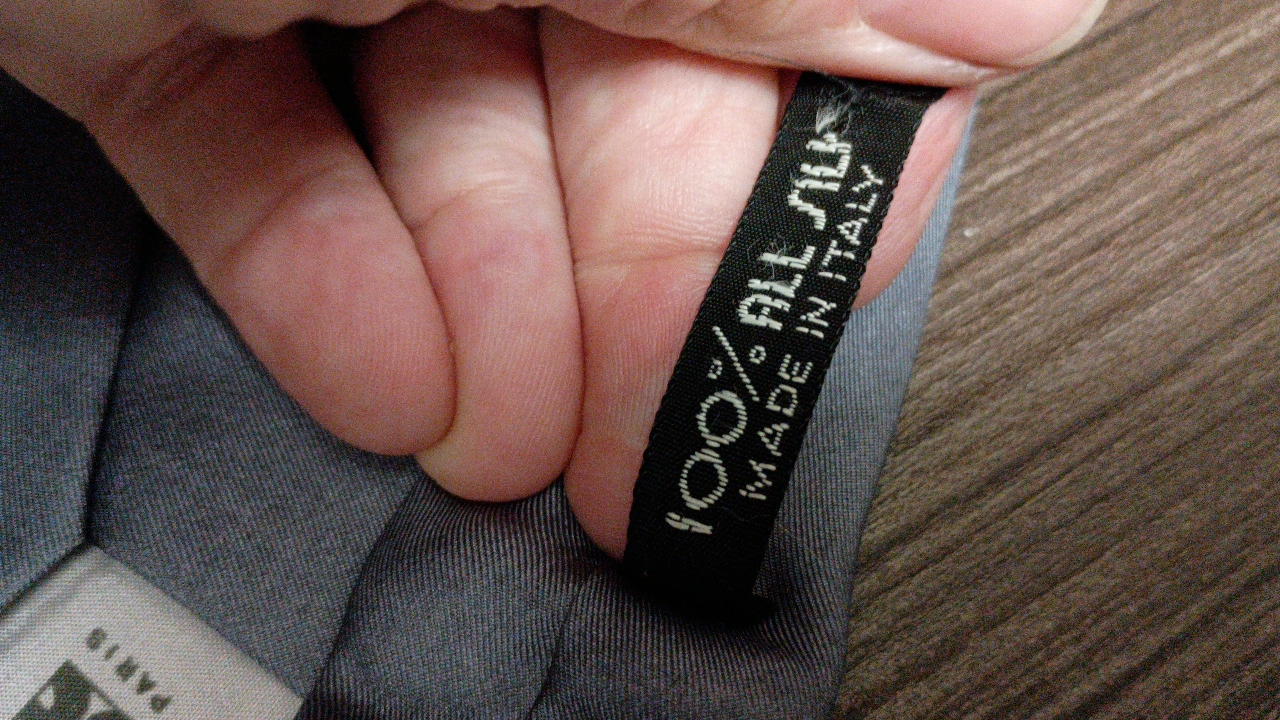 100% ALL SILK
MADE IN ITALY
PARIS